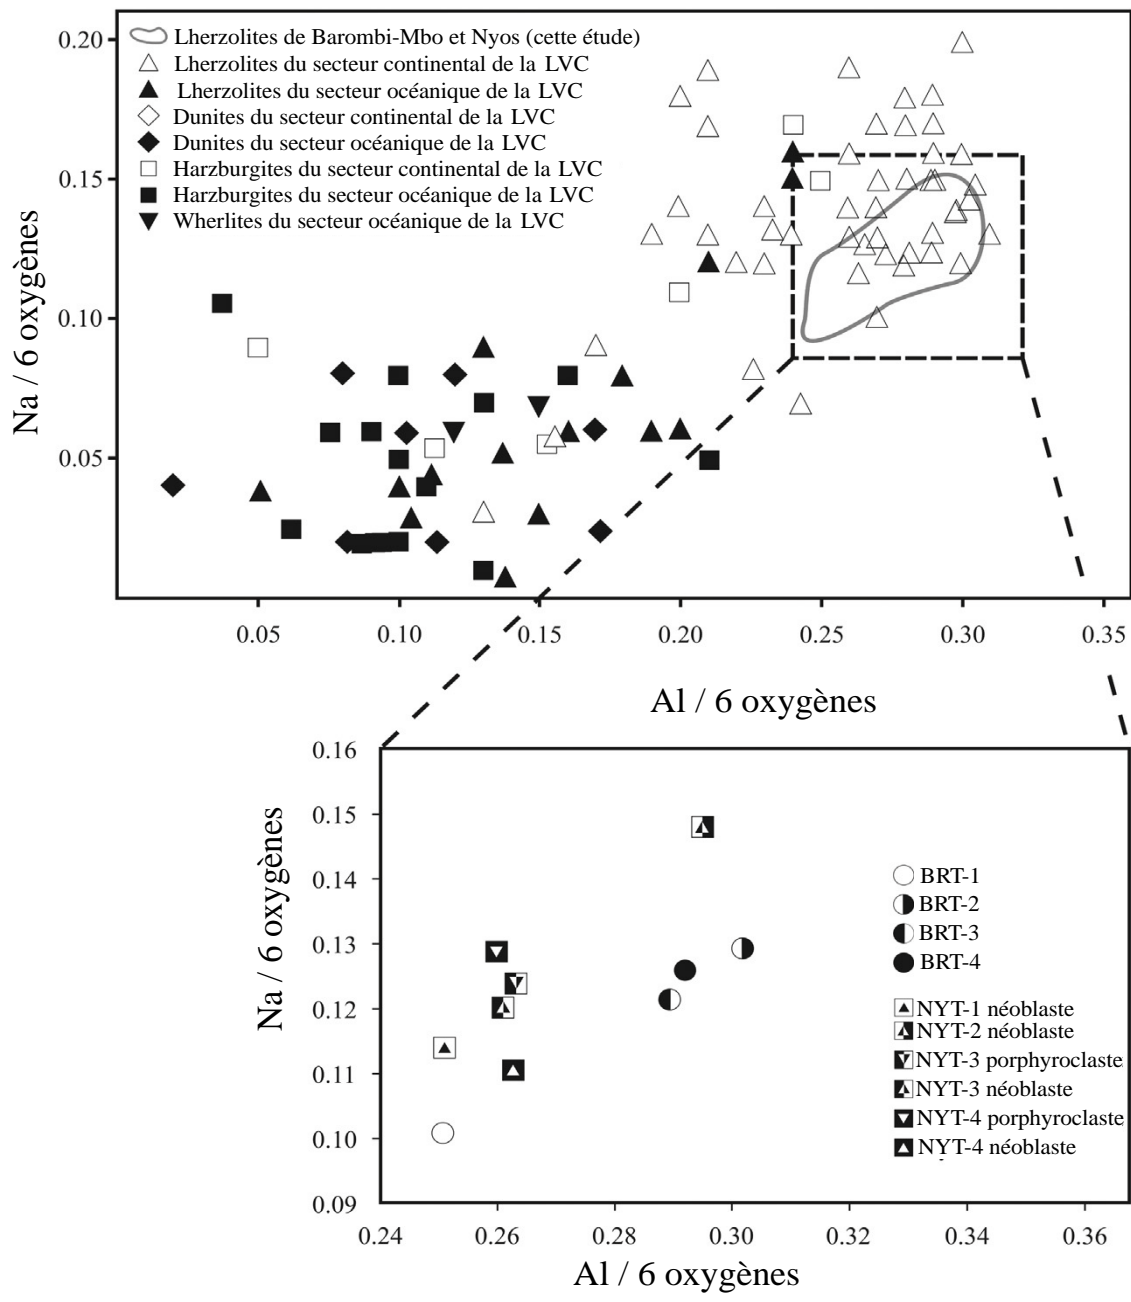 Na / 6 oxygènes
0.20
0.15
0.10
0.05
Lherzolites de Barombi-Mbo et Nyos (cette étude)
Lherzolites du secteur continental de la LVC
Lherzolites du secteur océanique de la LVC
Dunites du secteur continental de la LVC
Dunites du secteur océanique de la LVC
Harzburgites du secteur continental de la LVC
Harzburgites du secteur océanique de la LVC
Wherlites du secteur océanique de la LVC
0.05 0.10 0.15 0.20 0.25 0.30 0.35
Al / 6 oxygènes
Na / 6 oxygènes
0.16
0.15
0.14
0.13
0.12
0.11
0.10
0.09
BRT-1
BRT-2
BRT-3
BRT-4
NYT-1 néoblaste
NYT-2 néoblaste
NYT-3 porphyroclaste
NYT-3 néoblaste
NYT-4 porphyroclaste
NYT-4 néoblaste
0.24 0.26 0.28 0.30 0.32 0.34 0.36
Al / 6 oxygènes